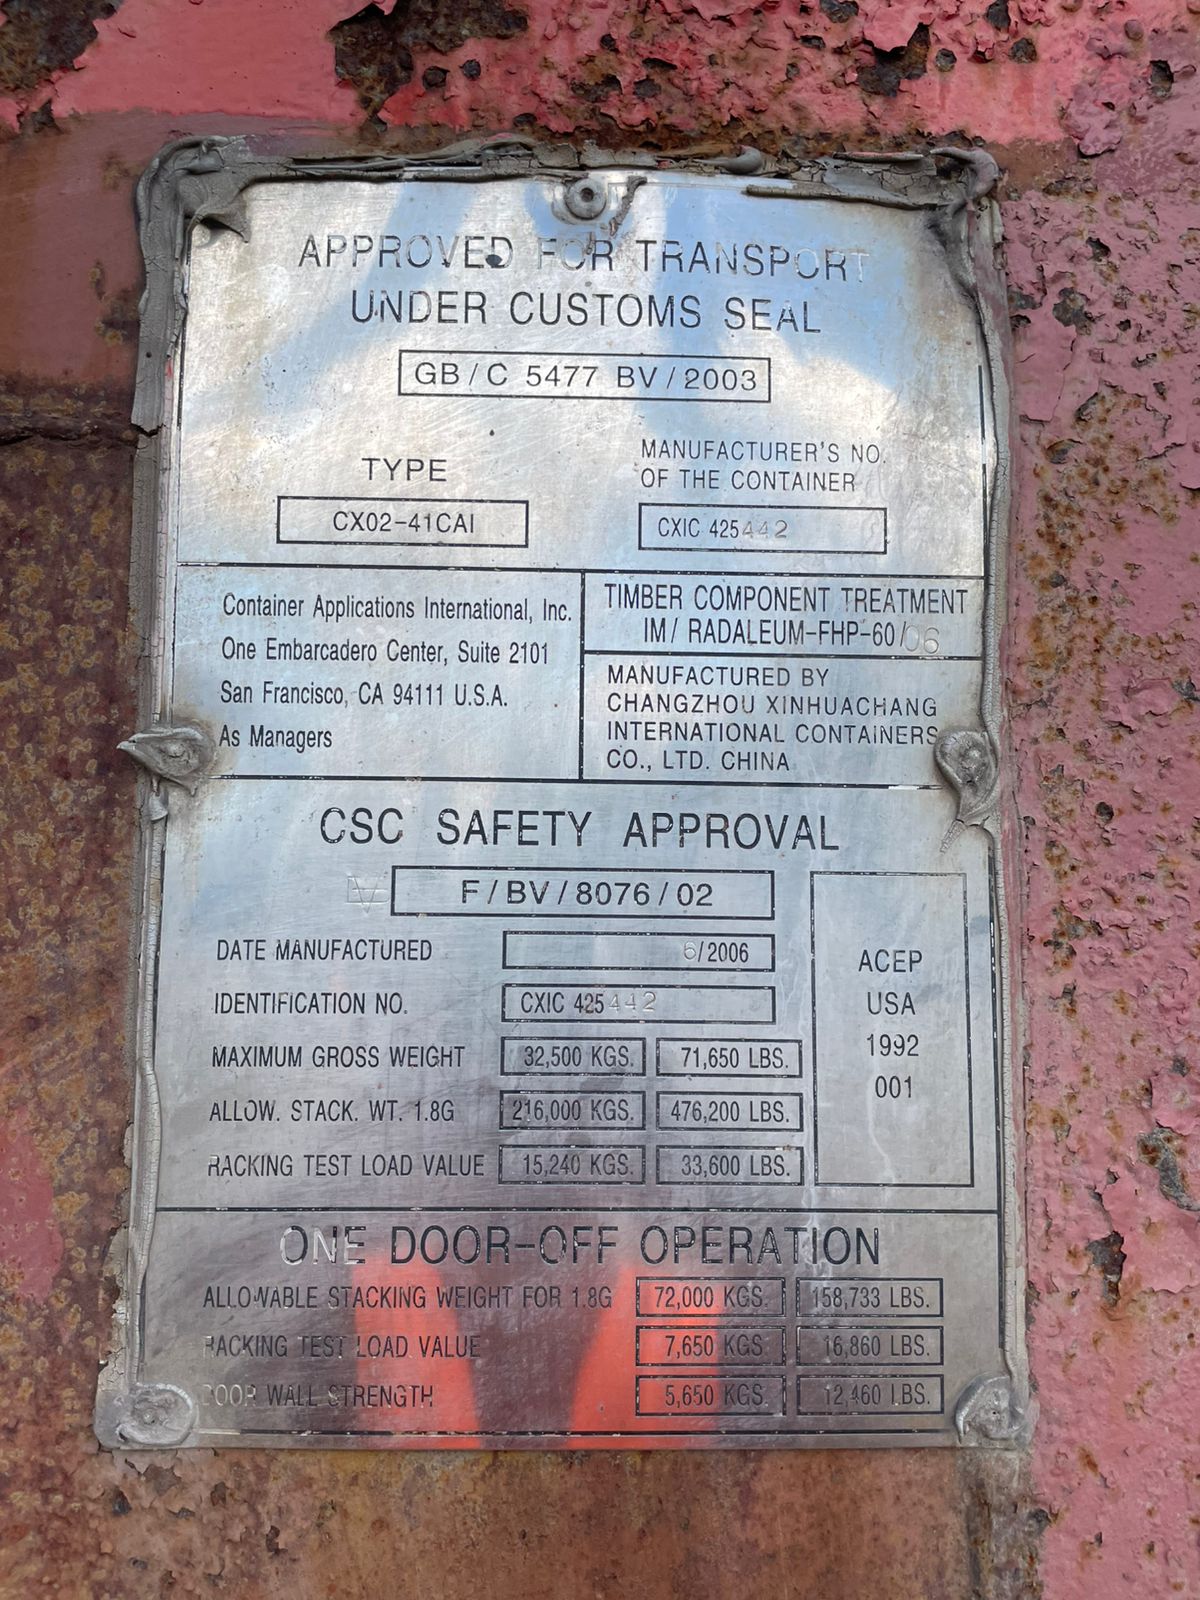 APPROVED FOR TRANSPORT
UNDER CUSTOMS SEAL
GB/C 5477 BV/2003
TYPE
CX02-41CAI
MANUFACTURER'S NO.
OF THE CONTAINER
CXIC 425442
Container Applications International, Inc.
One Embarcadero Center, Suite 2101
San Francisco, CA 94111 U.S.A.
As Managers
TIMBER COMPONENT TREATMENT
IM/ RADALEUM-FHP-60/06
MANUFACTURED BY
CHANGZHOU XINHUACHANG
INTERNATIONAL CONTAINERS
CO., LTD. CHINA
CSC SAFETY APPROVAL
F/BV/8076/02
DATE MANUFACTURED 6/2006
IDENTIFICATION NO. CXIC 425442
MAXIMUM GROSS WEIGHT 32,500 KGS. 71,650 LBS.
ALLOW. STACK. WT. 1.8G 216,000 KGS. 476,200 LBS.
RACKING TEST LOAD VALUE 15,240 KGS. 33,600 LBS.
ACEP
USA
1992
001
ONE DOOR-OFF OPERATION
ALLOWABLE STACKING WEIGHT FOR 1.8G 72,000 KGS. 158,733 LBS.
RACKING TEST LOAD VALUE 7,650 KGS. 16,860 LBS.
DOOR WALL STRENGTH 5,650 KGS. 12,460 LBS.